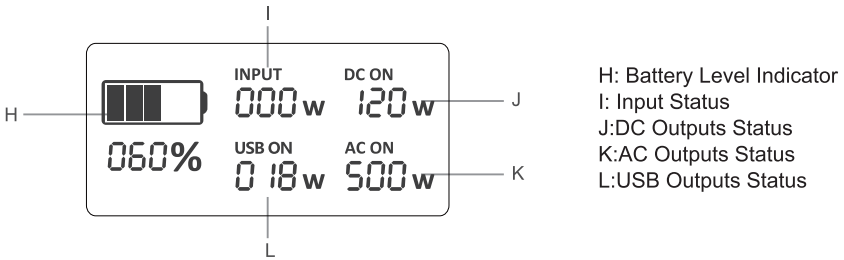 I
INPUT DC ON
000w 120w
H J
060%
USB ON AC ON
018w 500w
K
L
H: Battery Level Indicator
I: Input Status
J:DC Outputs Status
K:AC Outputs Status
L:USB Outputs Status